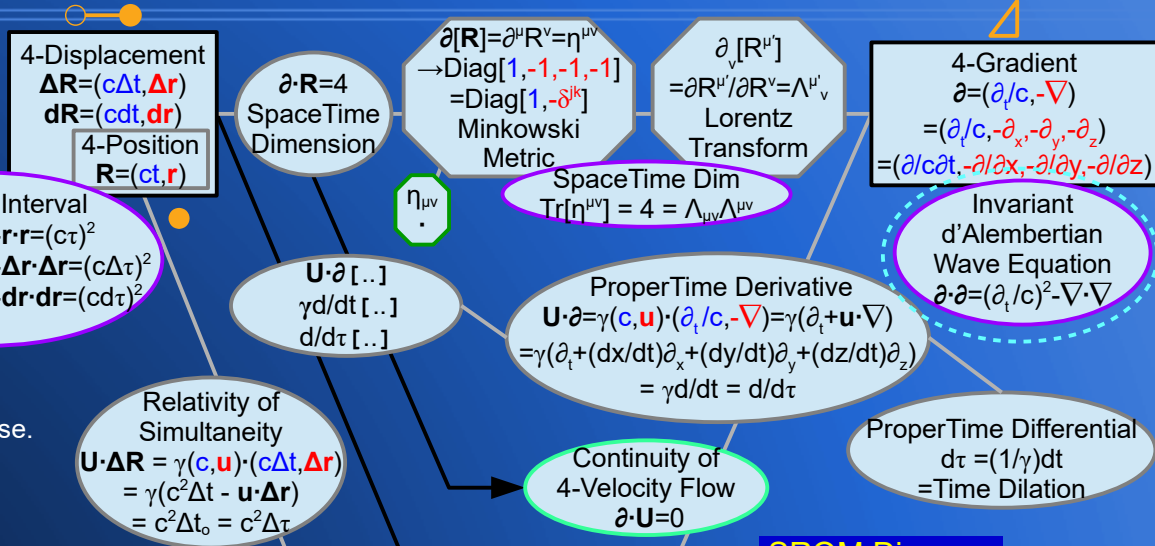 4-Displacement
ΔR=(cΔt,Δr)
dR=(cdt,dr)
4-Position
R=(ct,r)
∂·R=4
SpaceTime
Dimension
∂[R]=∂^μR^ν=η^μν
→Diag[1,-1,-1,-1]
=Diag[1,-δ^jk]
Minkowski
Metric
∂_ν[R^μ']
=∂R^μ'/∂R^ν=Λ^μ'_ν
Lorentz
Transform
4-Gradient
∂=(∂_t/c,-∇)
=(∂_t/c,-∂_x,-∂_y,-∂_z)
=(∂/c∂t,-∂/∂x,-∂/∂y,-∂/∂z)
Interval
r·r=(cτ)²
Δr·Δr=(cΔτ)²
dr·dr=(cdτ)²
η_μν
SpaceTime Dim
Tr[η^μν] = 4 = Λ_μνΛ^μν
Invariant
d'Alembertian
Wave Equation
∂·∂=(∂_t/c)²-∇·∇
U·∂[..]
γd/dt[..]
d/dτ[..]
ProperTime Derivative
U·∂=γ(c,u)·(∂_t/c,-∇)=γ(∂_t+u·∇)
=γ(∂_t+(dx/dt)∂_x+(dy/dt)∂_y+(dz/dt)∂_z)
= γd/dt = d/dτ
Relativity of
Simultaneity
U·ΔR = γ(c,u)·(cΔt,Δr)
= γ(c²Δt - u·Δr)
= c²Δt_o = c²Δτ
Continuity of
4-Velocity Flow
∂·U=0
ProperTime Differential
dτ =(1/γ)dt
=Time Dilation